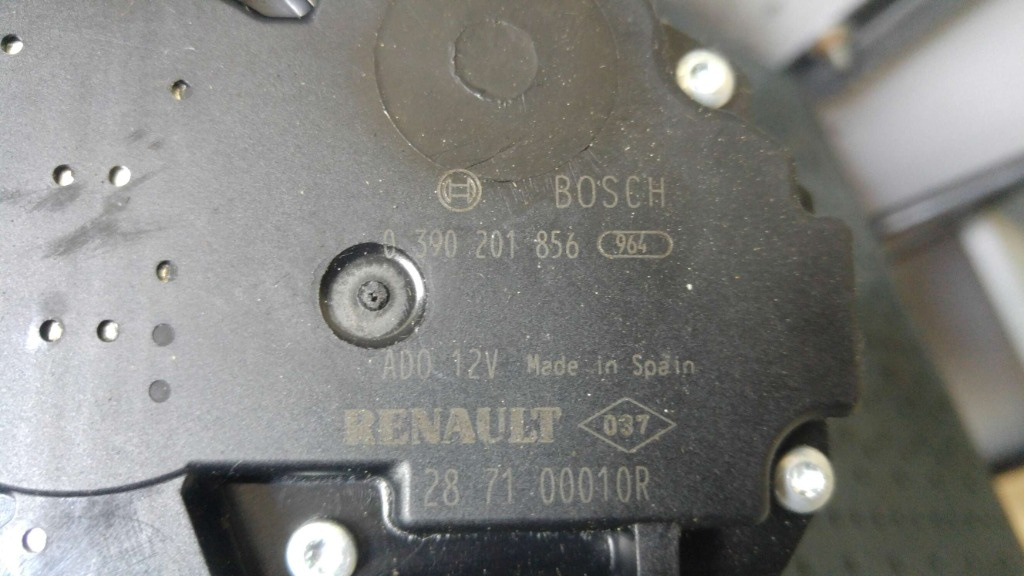 BOSCH
0 390 201 856 964
ADO 12V Made in Spain
RENAULT 037
28 71 00010R